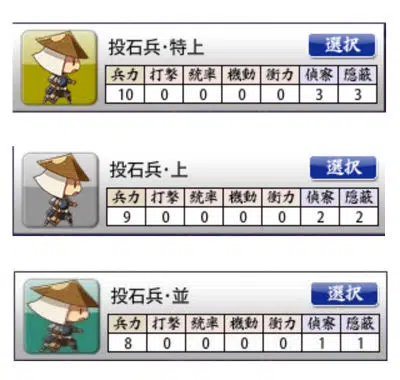 投石兵・特上 選択
兵力 打撃 統率 機動 衝力 偵察 隠蔽
10 0 0 0 0 3 3
投石兵・上 選択
兵力 打撃 統率 機動 衝力 偵察 隠蔽
9 0 0 0 0 2 2
投石兵・並 選択
兵力 打撃 統率 機動 衝力 偵察 隠蔽
8 0 0 0 0 1 1